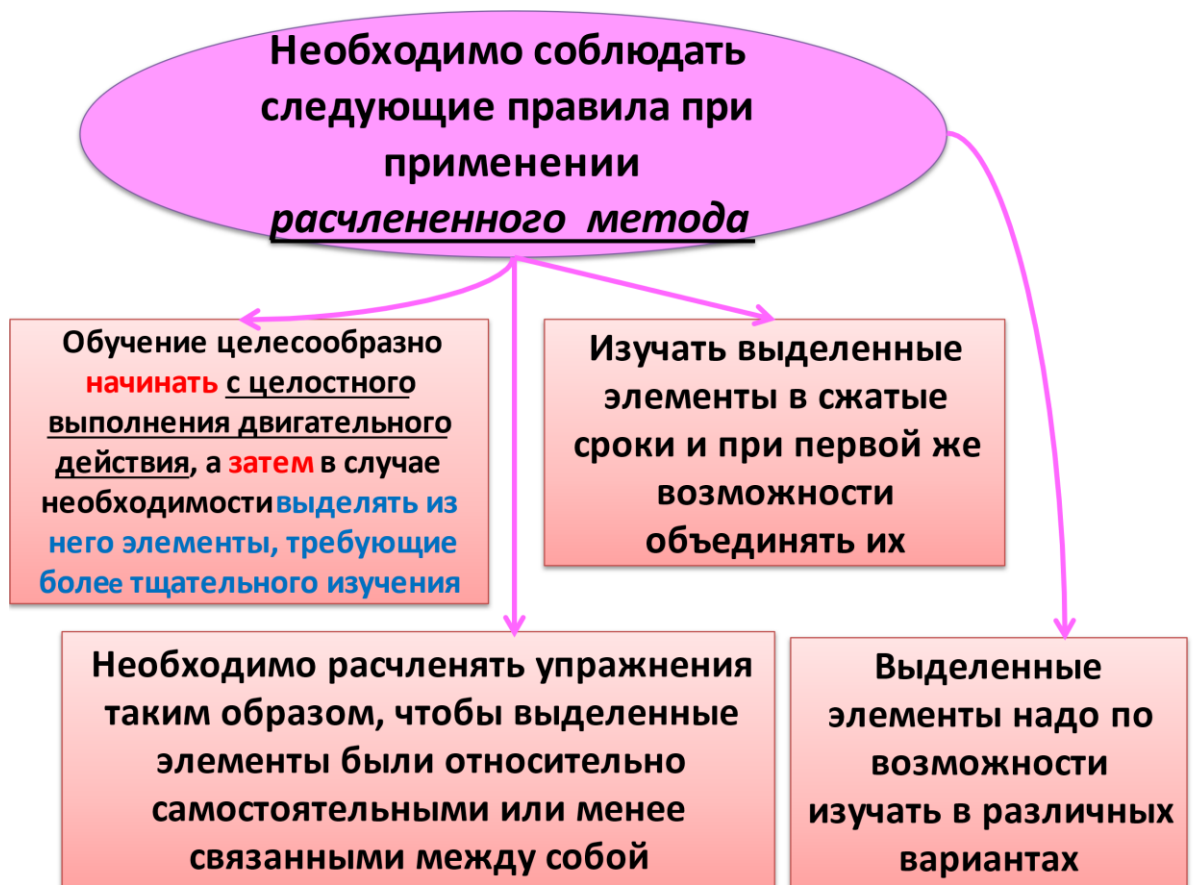 Необходимо соблюдать
следующие правила при
применении
расчлененного метода
Обучение целесообразно
начинать с целостного
выполнения двигательного
действия, а затем в случае
необходимости выделять из
него элементы, требующие
более тщательного изучения
Изучать выделенные
элементы в сжатые
сроки и при первой же
возможности
объединять их
Необходимо расчленять упражнения
таким образом, чтобы выделенные
элементы были относительно
самостоятельными или менее
связанными между собой
Выделенные
элементы надо по
возможности
изучать в различных
вариантах